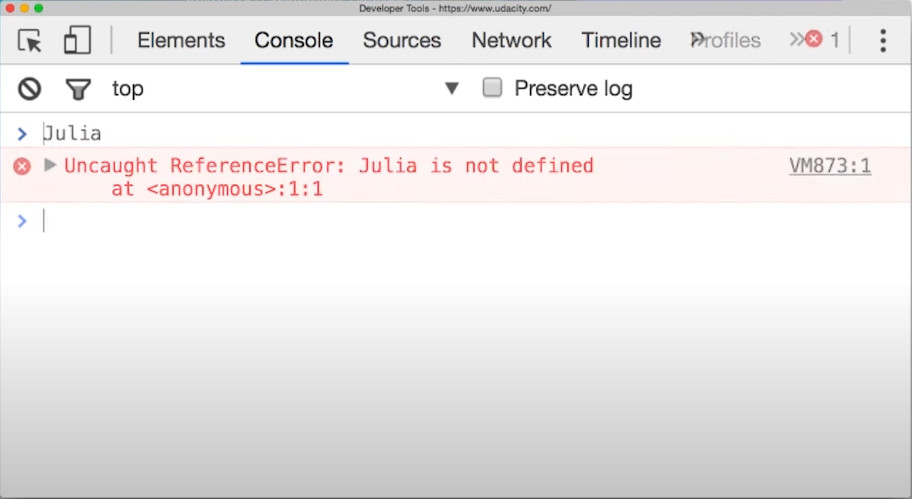 Developer Tools - https://www.udacity.com/
Elements Console Sources Network Timeline Profiles 1
top Preserve log
Julia
Uncaught ReferenceError: Julia is not defined VM873:1
at <anonymous>:1:1